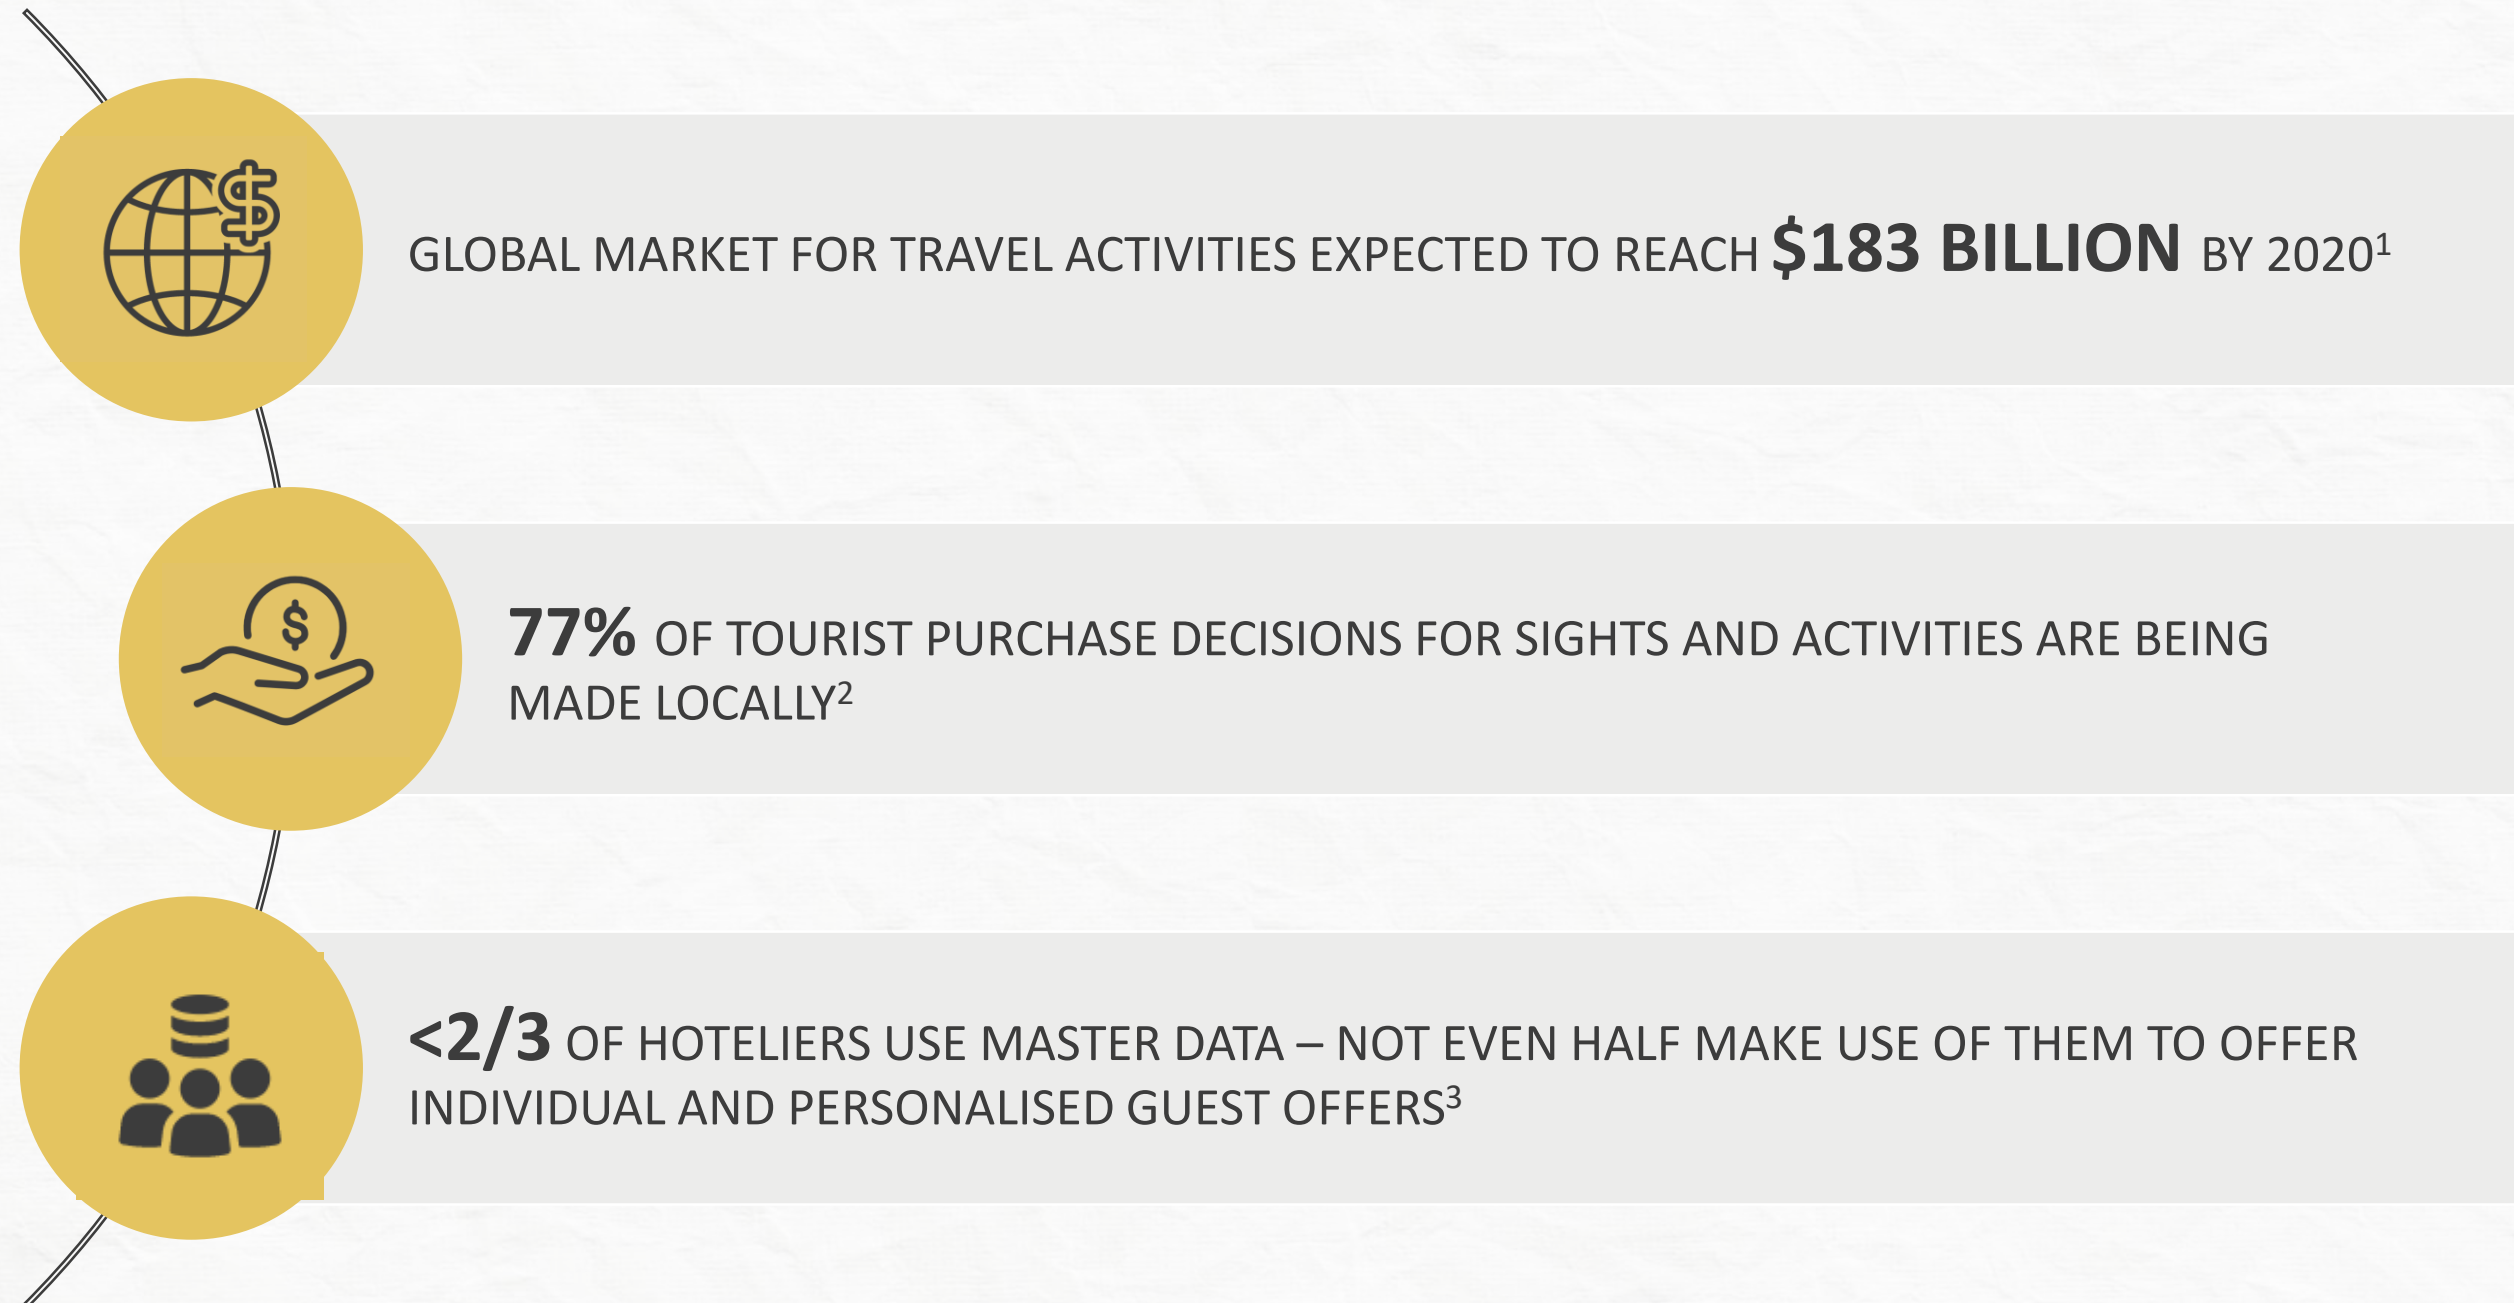 GLOBAL MARKET FOR TRAVEL ACTIVITIES EXPECTED TO REACH $183 BILLION BY 2020¹
77% OF TOURIST PURCHASE DECISIONS FOR SIGHTS AND ACTIVITIES ARE BEING
MADE LOCALLY²
<2/3 OF HOTELIERS USE MASTER DATA – NOT EVEN HALF MAKE USE OF THEM TO OFFER
INDIVIDUAL AND PERSONALISED GUEST OFFERS³